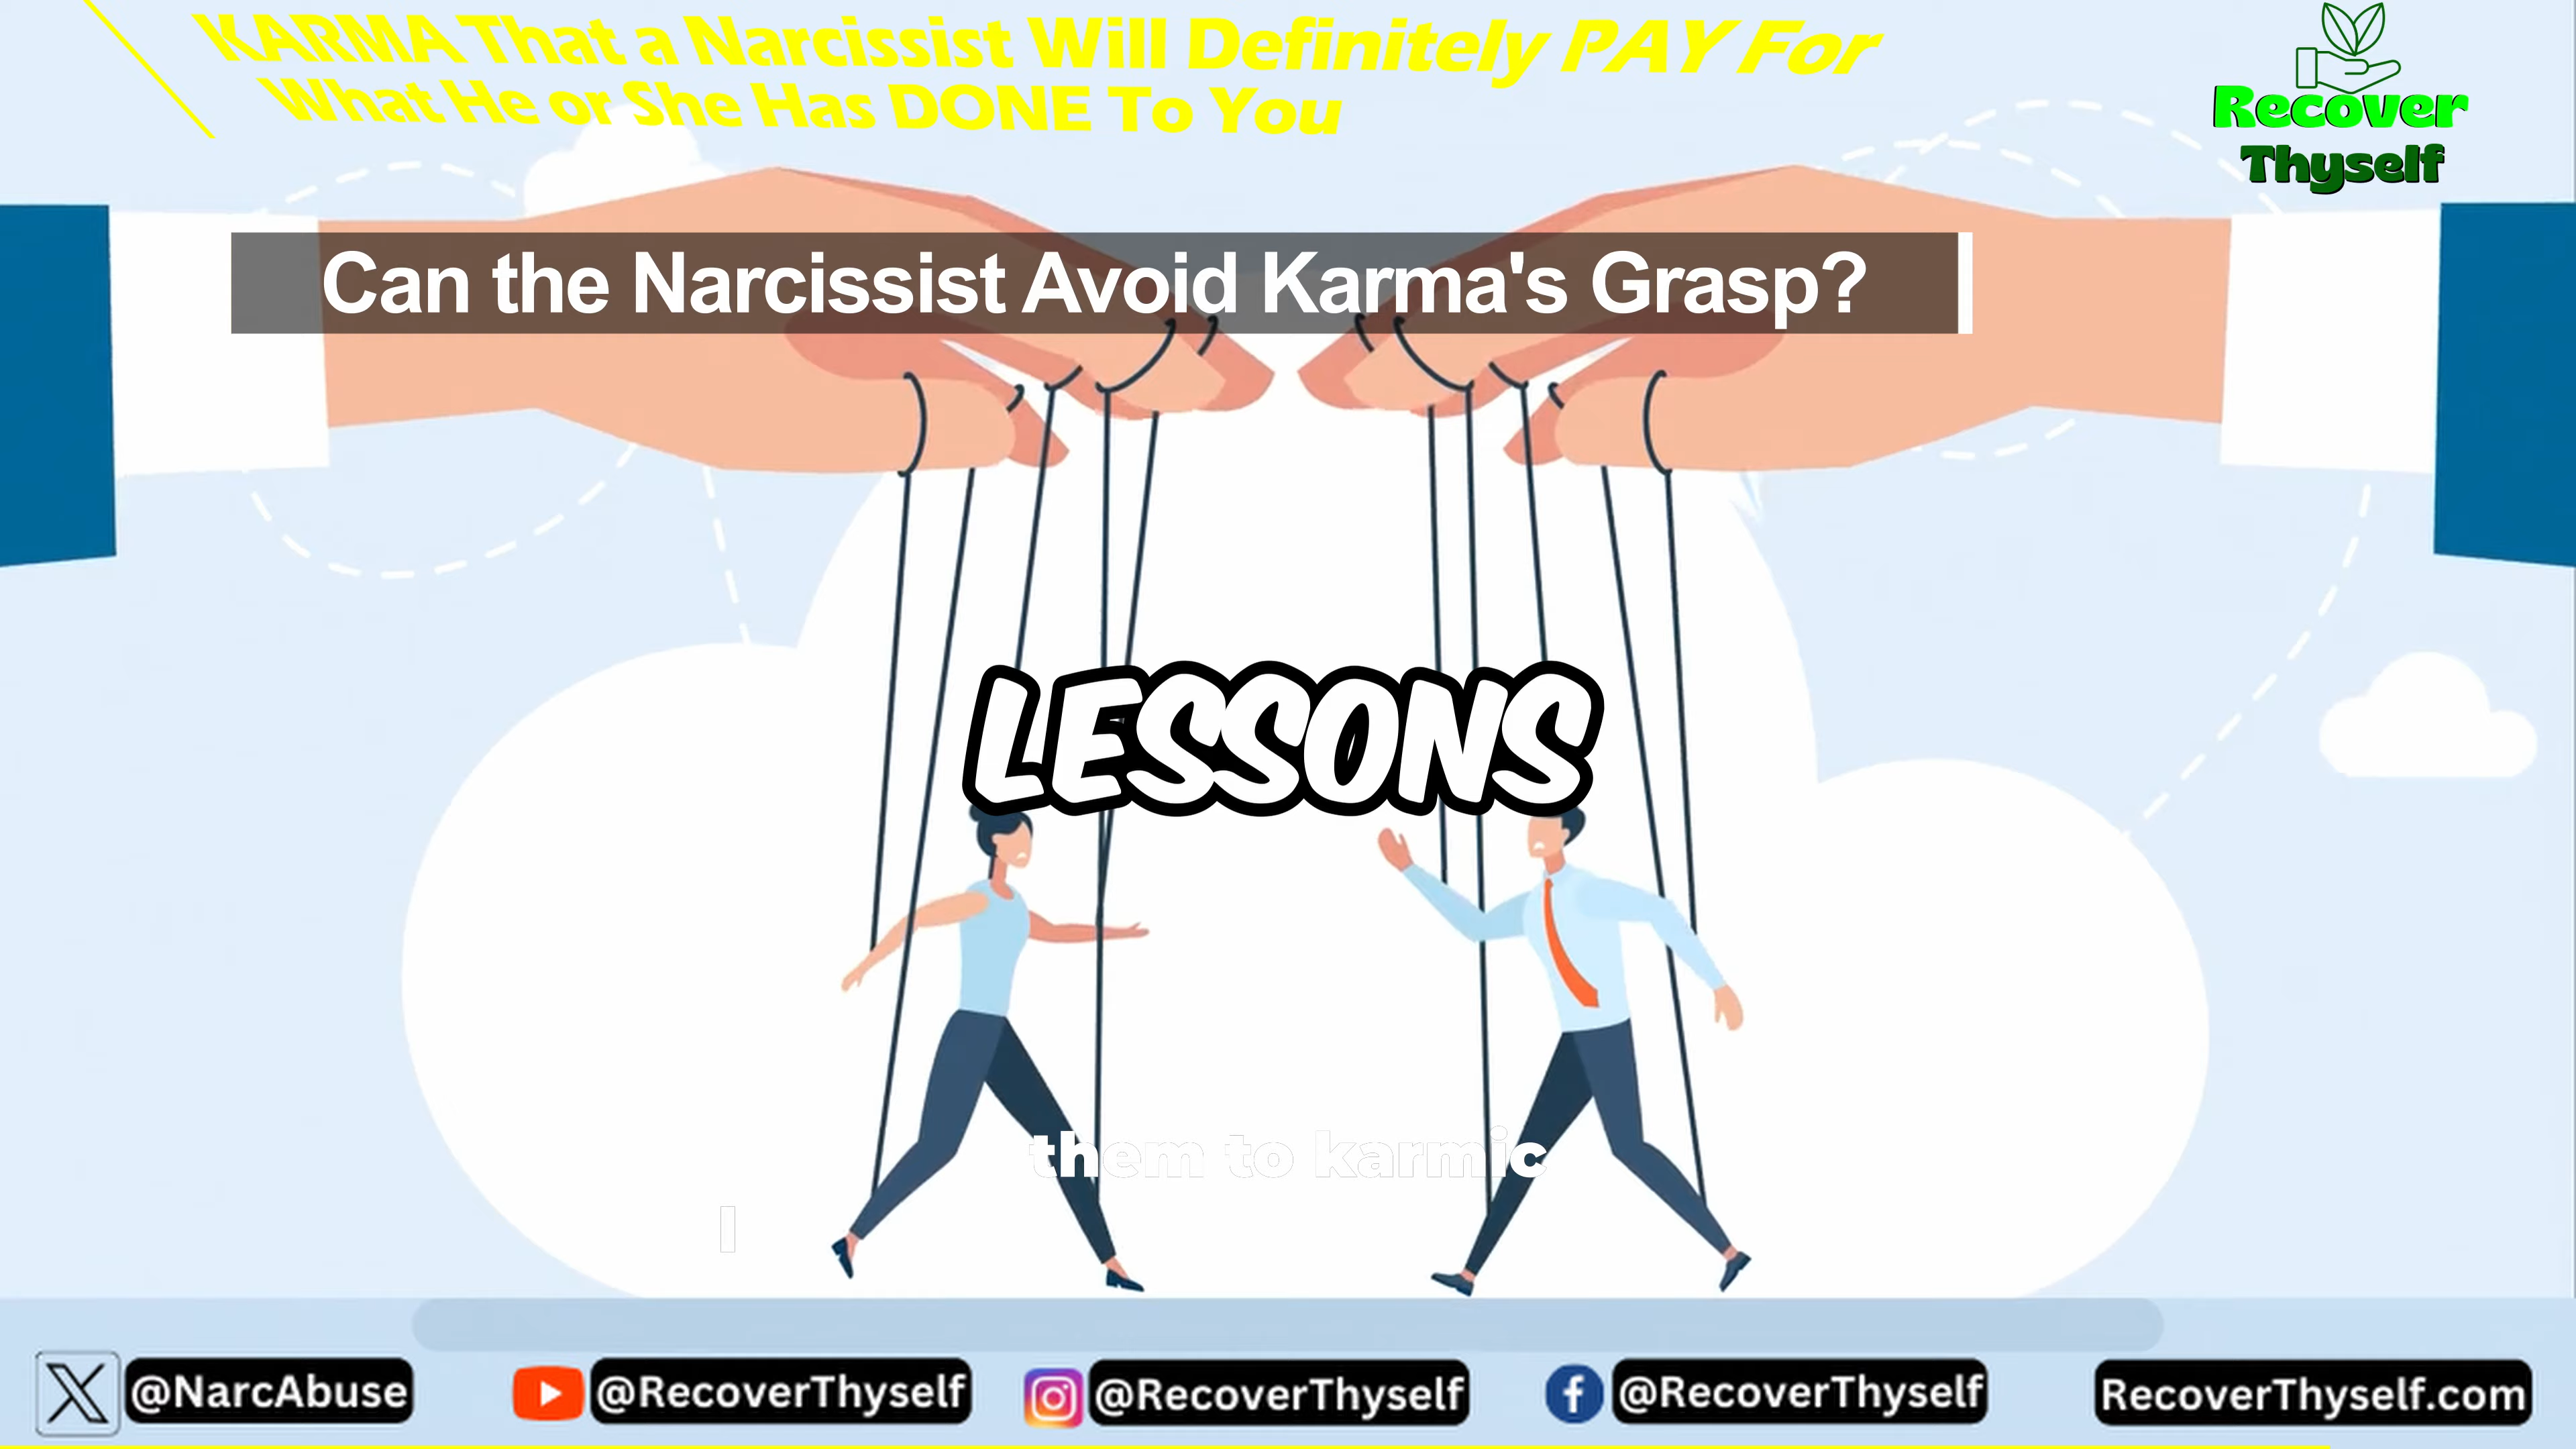 KARMA That a Narcissist Will Definitely PAY For
What He or She Has DONE To You
Recover
Thyself
Can the Narcissist Avoid Karma's Grasp?
LESSONS
them to karmic
l
@NarcAbuse
@RecoverThyself
@RecoverThyself
@RecoverThyself
RecoverThyself.com